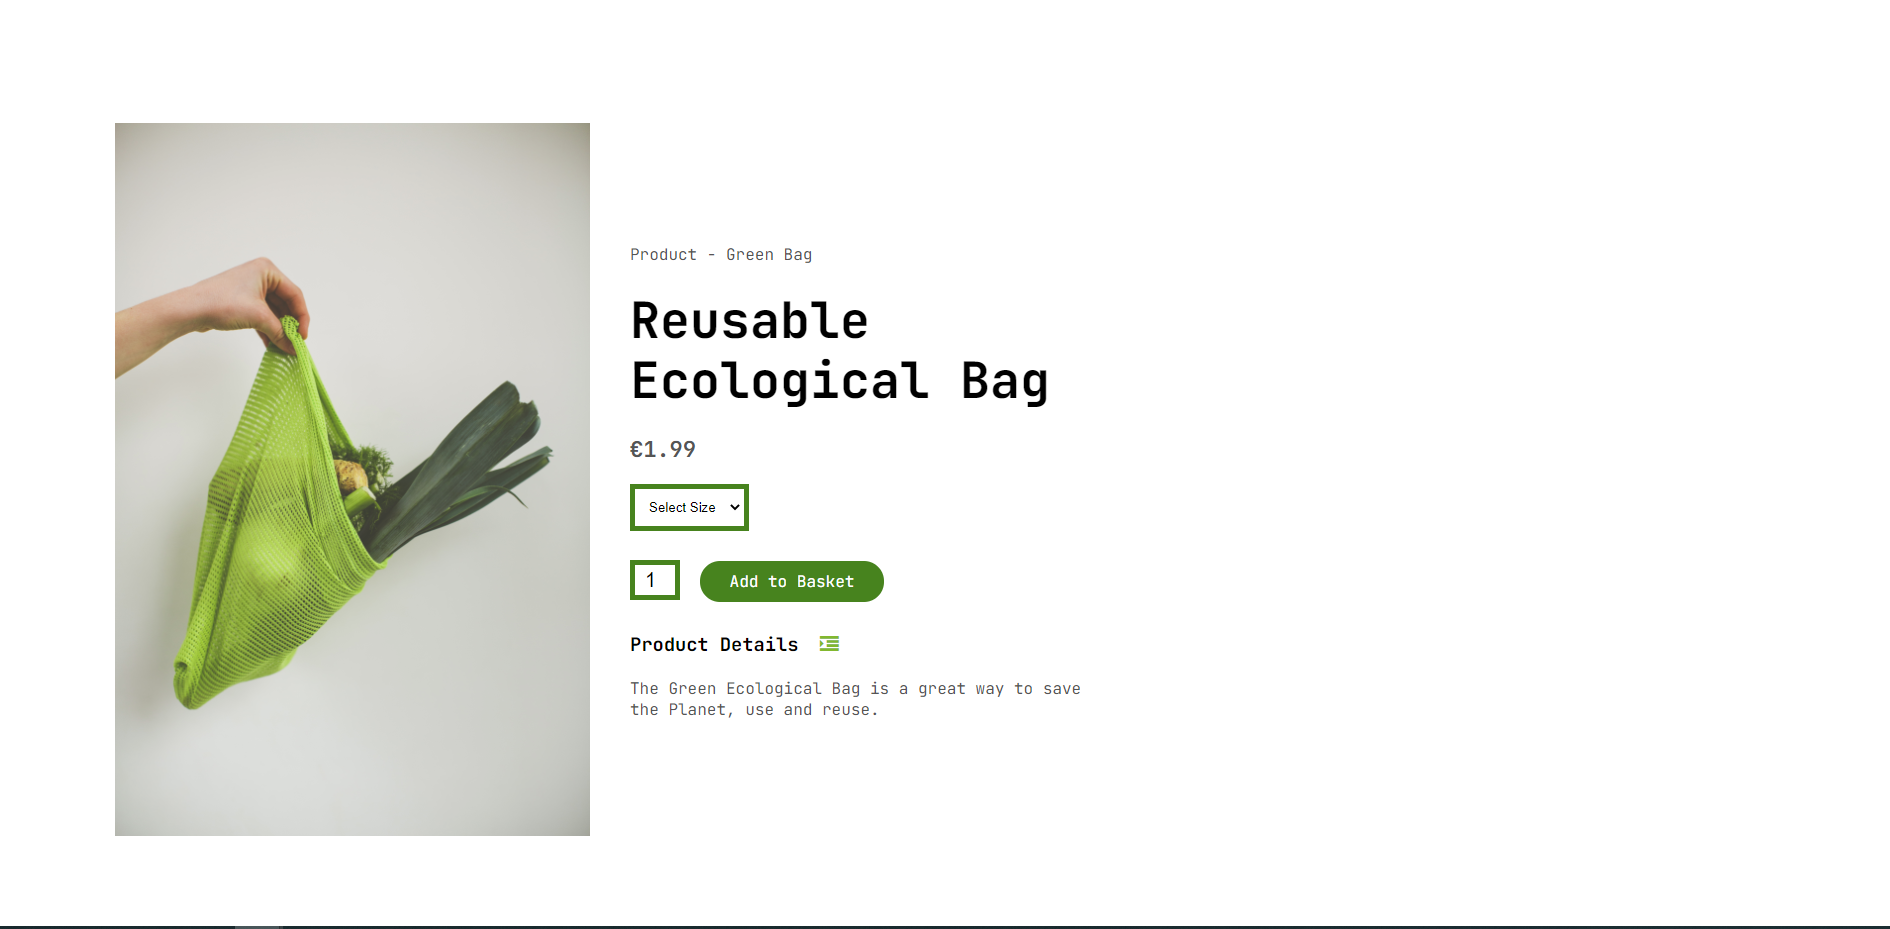 Product - Green Bag
Reusable
Ecological Bag
€1.99
Select Size
1
Add to Basket
Product Details
The Green Ecological Bag is a great way to save
the Planet, use and reuse.